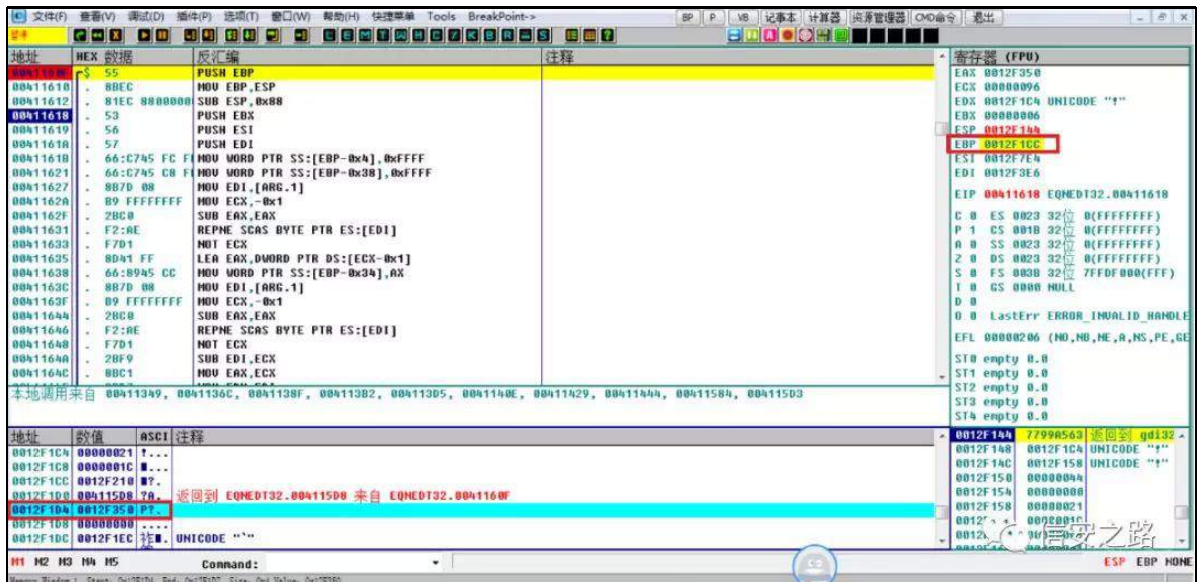 文件(F) 查看(V) 调试(D) 插件(P) 选项(T) 窗口(W) 帮助(H) 快捷菜单 Tools BreakPoint-> BP P VB 记事本 计算器 资源管理器 CMD命令 退出
暂停 L E M T W H C / K B R ... S
地址 HEX 数据 反汇编 注释
0041160F $ 55 PUSH EBP
00411610 . 8BEC MOV EBP,ESP
00411612 . 81EC 8800000 SUB ESP,0x88
00411618 . 53 PUSH EBX
00411619 . 56 PUSH ESI
0041161A . 57 PUSH EDI
0041161B . 66:C745 FC F MOV WORD PTR SS:[EBP-0x4],0xFFFF
00411621 . 66:C745 C8 F MOV WORD PTR SS:[EBP-0x38],0xFFFF
00411627 . 8B7D 08 MOV EDI,[ARG.1]
0041162A . B9 FFFFFFFF MOV ECX,-0x1
0041162F . 2BC0 SUB EAX,EAX
00411631 . F2:AE REPNE SCAS BYTE PTR ES:[EDI]
00411633 . F7D1 NOT ECX
00411635 . 8D41 FF LEA EAX,DWORD PTR DS:[ECX-0x1]
00411638 . 66:8945 CC MOV WORD PTR SS:[EBP-0x34],AX
0041163C . 8B7D 08 MOV EDI,[ARG.1]
0041163F . B9 FFFFFFFF MOV ECX,-0x1
00411644 . 2BC0 SUB EAX,EAX
00411646 . F2:AE REPNE SCAS BYTE PTR ES:[EDI]
00411648 . F7D1 NOT ECX
0041164A . 2BF9 SUB EDI,ECX
0041164C . 8BC1 MOV EAX,ECX
本地调用来自 00411349, 0041136C, 0041138F, 004113B2, 004113D5, 0041140E, 00411429, 00411444, 00411584, 004115D3
寄存器 (FPU)
EAX 0012F350
ECX 00000096
EDX 0012F1C4 UNICODE "!"
EBX 00000006
ESP 0012F144
EBP 0012F1CC
ESI 0012F7E4
EDI 0012F3E6
EIP 00411618 EQNEDT32.00411618
C 0 ES 0023 32位 0(FFFFFFFF)
P 1 CS 001B 32位 0(FFFFFFFF)
A 0 SS 0023 32位 0(FFFFFFFF)
Z 0 DS 0023 32位 0(FFFFFFFF)
S 0 FS 003B 32位 7FFDF000(FFF)
T 0 GS 0000 NULL
D 0
O 0 LastErr ERROR_INVALID_HANDLE
EFL 00000206 (NO,NB,NE,A,NS,PE,GE
ST0 empty 0.0
ST1 empty 0.0
ST2 empty 0.0
ST3 empty 0.0
ST4 empty 0.0
地址 数值 ASCI 注释
0012F1C4 00000021 !...
0012F1C8 0000001C ...
0012F1CC 0012F210 ?.
0012F1D0 004115D8 ?A. 返回到 EQNEDT32.004115D8 来自 EQNEDT32.0041160F
0012F1D4 0012F350 P?.
0012F1D8 00000000 ....
0012F1DC 0012F1EC UNICODE "`"
0012F144 7799A563 返回到 gdi32
0012F148 0012F1C4 UNICODE "!"
0012F14C 0012F158 UNICODE "!"
0012F150 00000044
0012F154 00000000
0012F158 00000021
信安之路
M1 M2 M3 M4 M5 Command: ESP EBP NONE